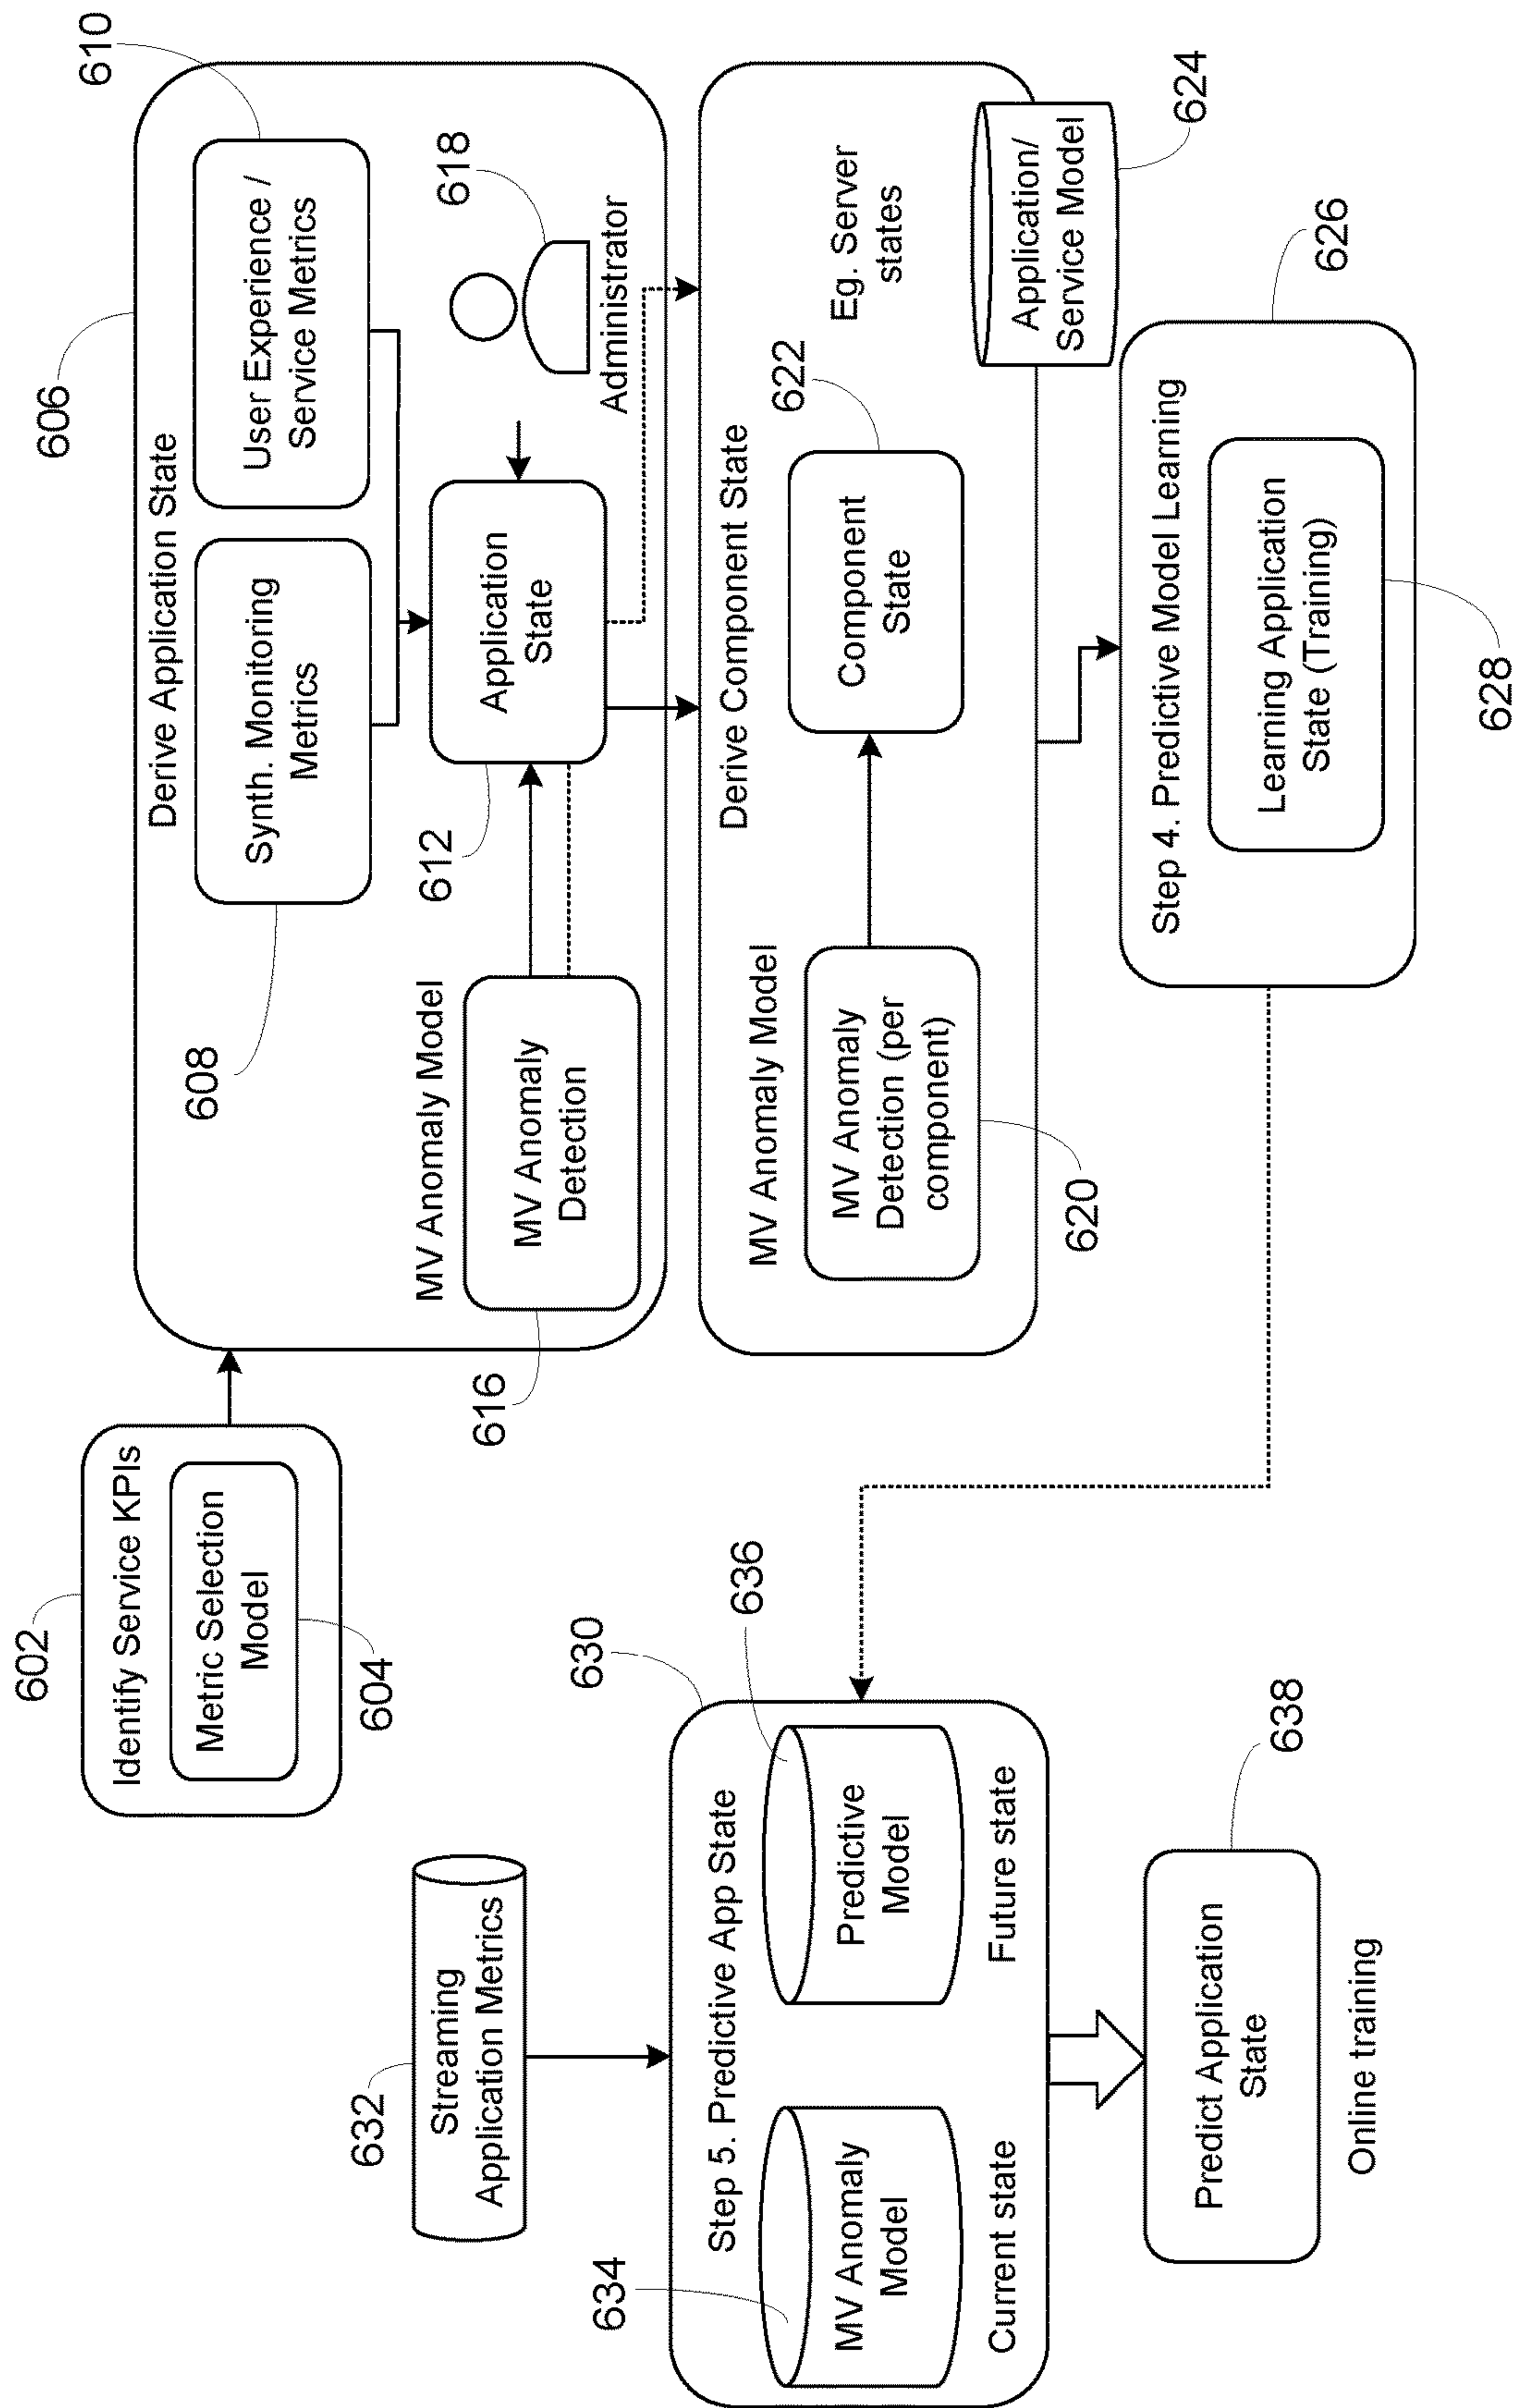 602
Identify Service KPIs
Metric Selection
Model
604
606
Derive Application State
608
Synth. Monitoring
Metrics
610
User Experience /
Service Metrics
MV Anomaly Model
616
MV Anomaly
Detection
612
Application
State
618
Administrator
Derive Component State
MV Anomaly Model
MV Anomaly
Detection (per
component)
620
Component
State
622
Eg. Server
states
Application/
Service Model
624
Step 4. Predictive Model Learning
626
Learning Application
State (Training)
628
632
Streaming
Application Metrics
630
Step 5. Predictive App State
634
MV Anomaly
Model
Current state
636
Predictive
Model
Future state
638
Predict Application
State
Online training